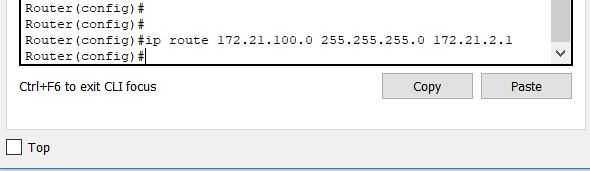 Router(config)#
Router(config)#
Router(config)#ip route 172.21.100.0 255.255.255.0 172.21.2.1
Router(config)#
Ctrl+F6 to exit CLI focus
Copy
Paste
Top